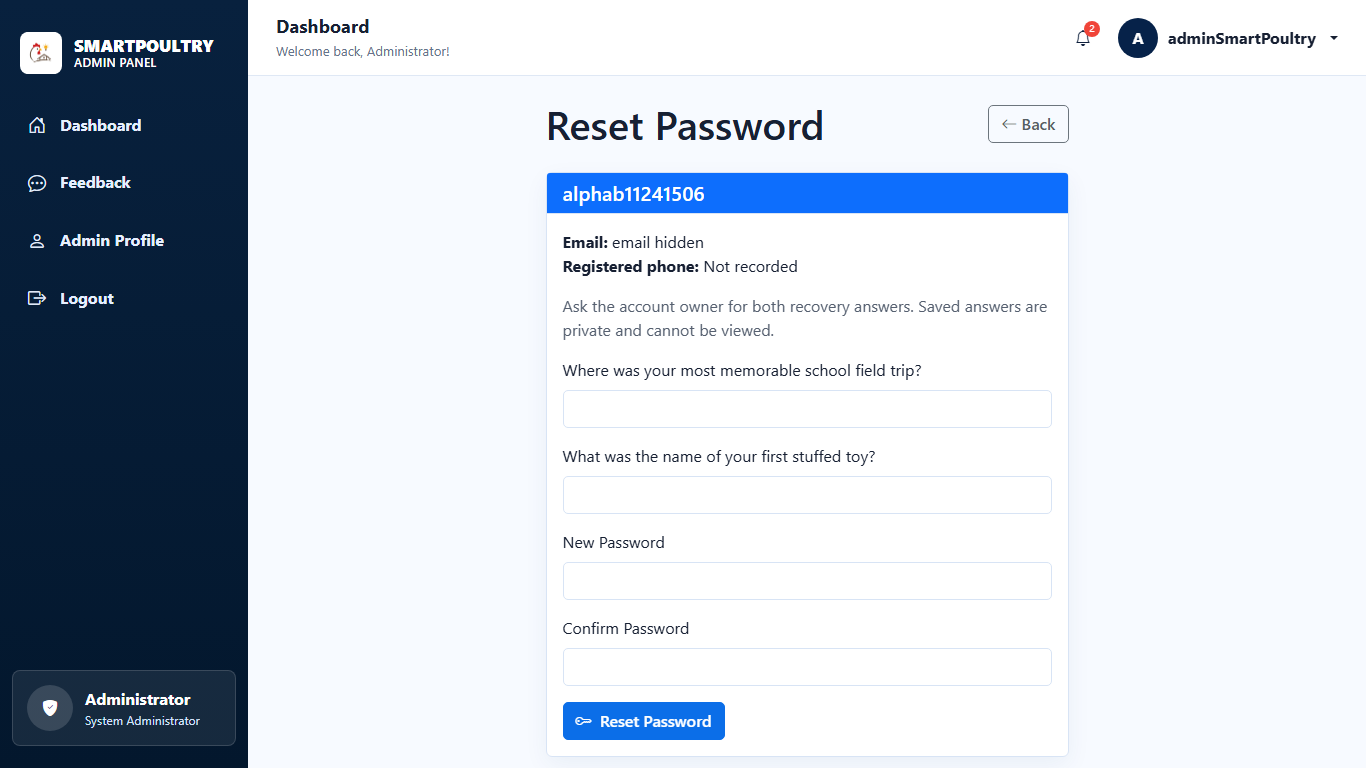 SMARTPOULTRY
ADMIN PANEL
Dashboard
Feedback
Admin Profile
Logout
Administrator
System Administrator
Dashboard
Welcome back, Administrator!
2
A
adminSmartPoultry
Reset Password
Back
alphab11241506
Email: email hidden
Registered phone: Not recorded
Ask the account owner for both recovery answers. Saved answers are
private and cannot be viewed.
Where was your most memorable school field trip?
What was the name of your first stuffed toy?
New Password
Confirm Password
Reset Password